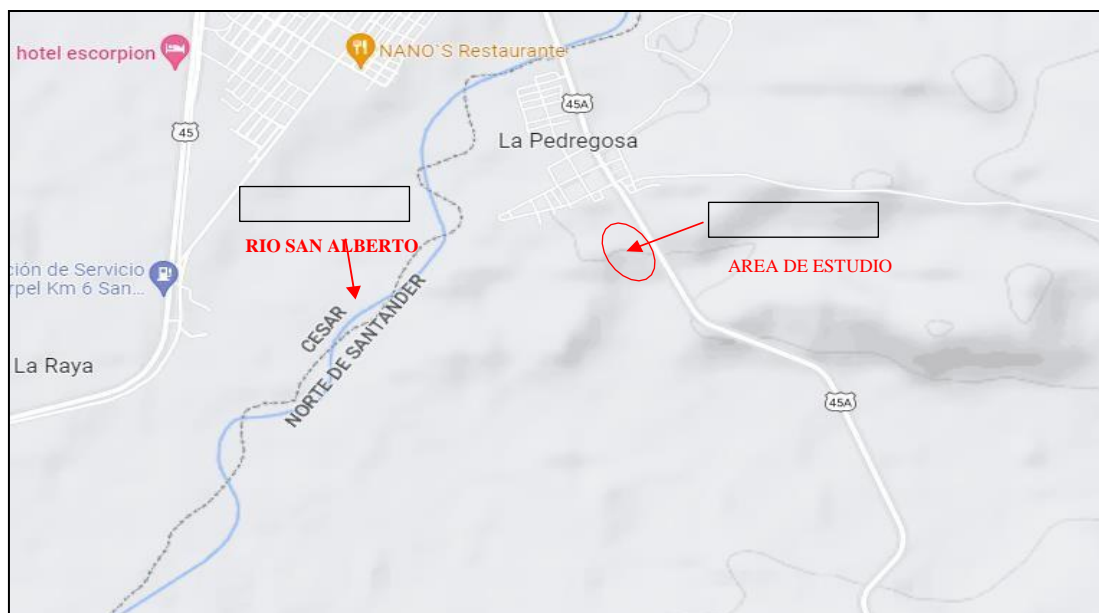 hotel escorpion
NANO`S Restaurante
45A
45
La Pedregosa
RIO SAN ALBERTO
AREA DE ESTUDIO
ción de Servicio
rpel Km 6 San...
CESAR
NORTE DE SANTANDER
La Raya
45A